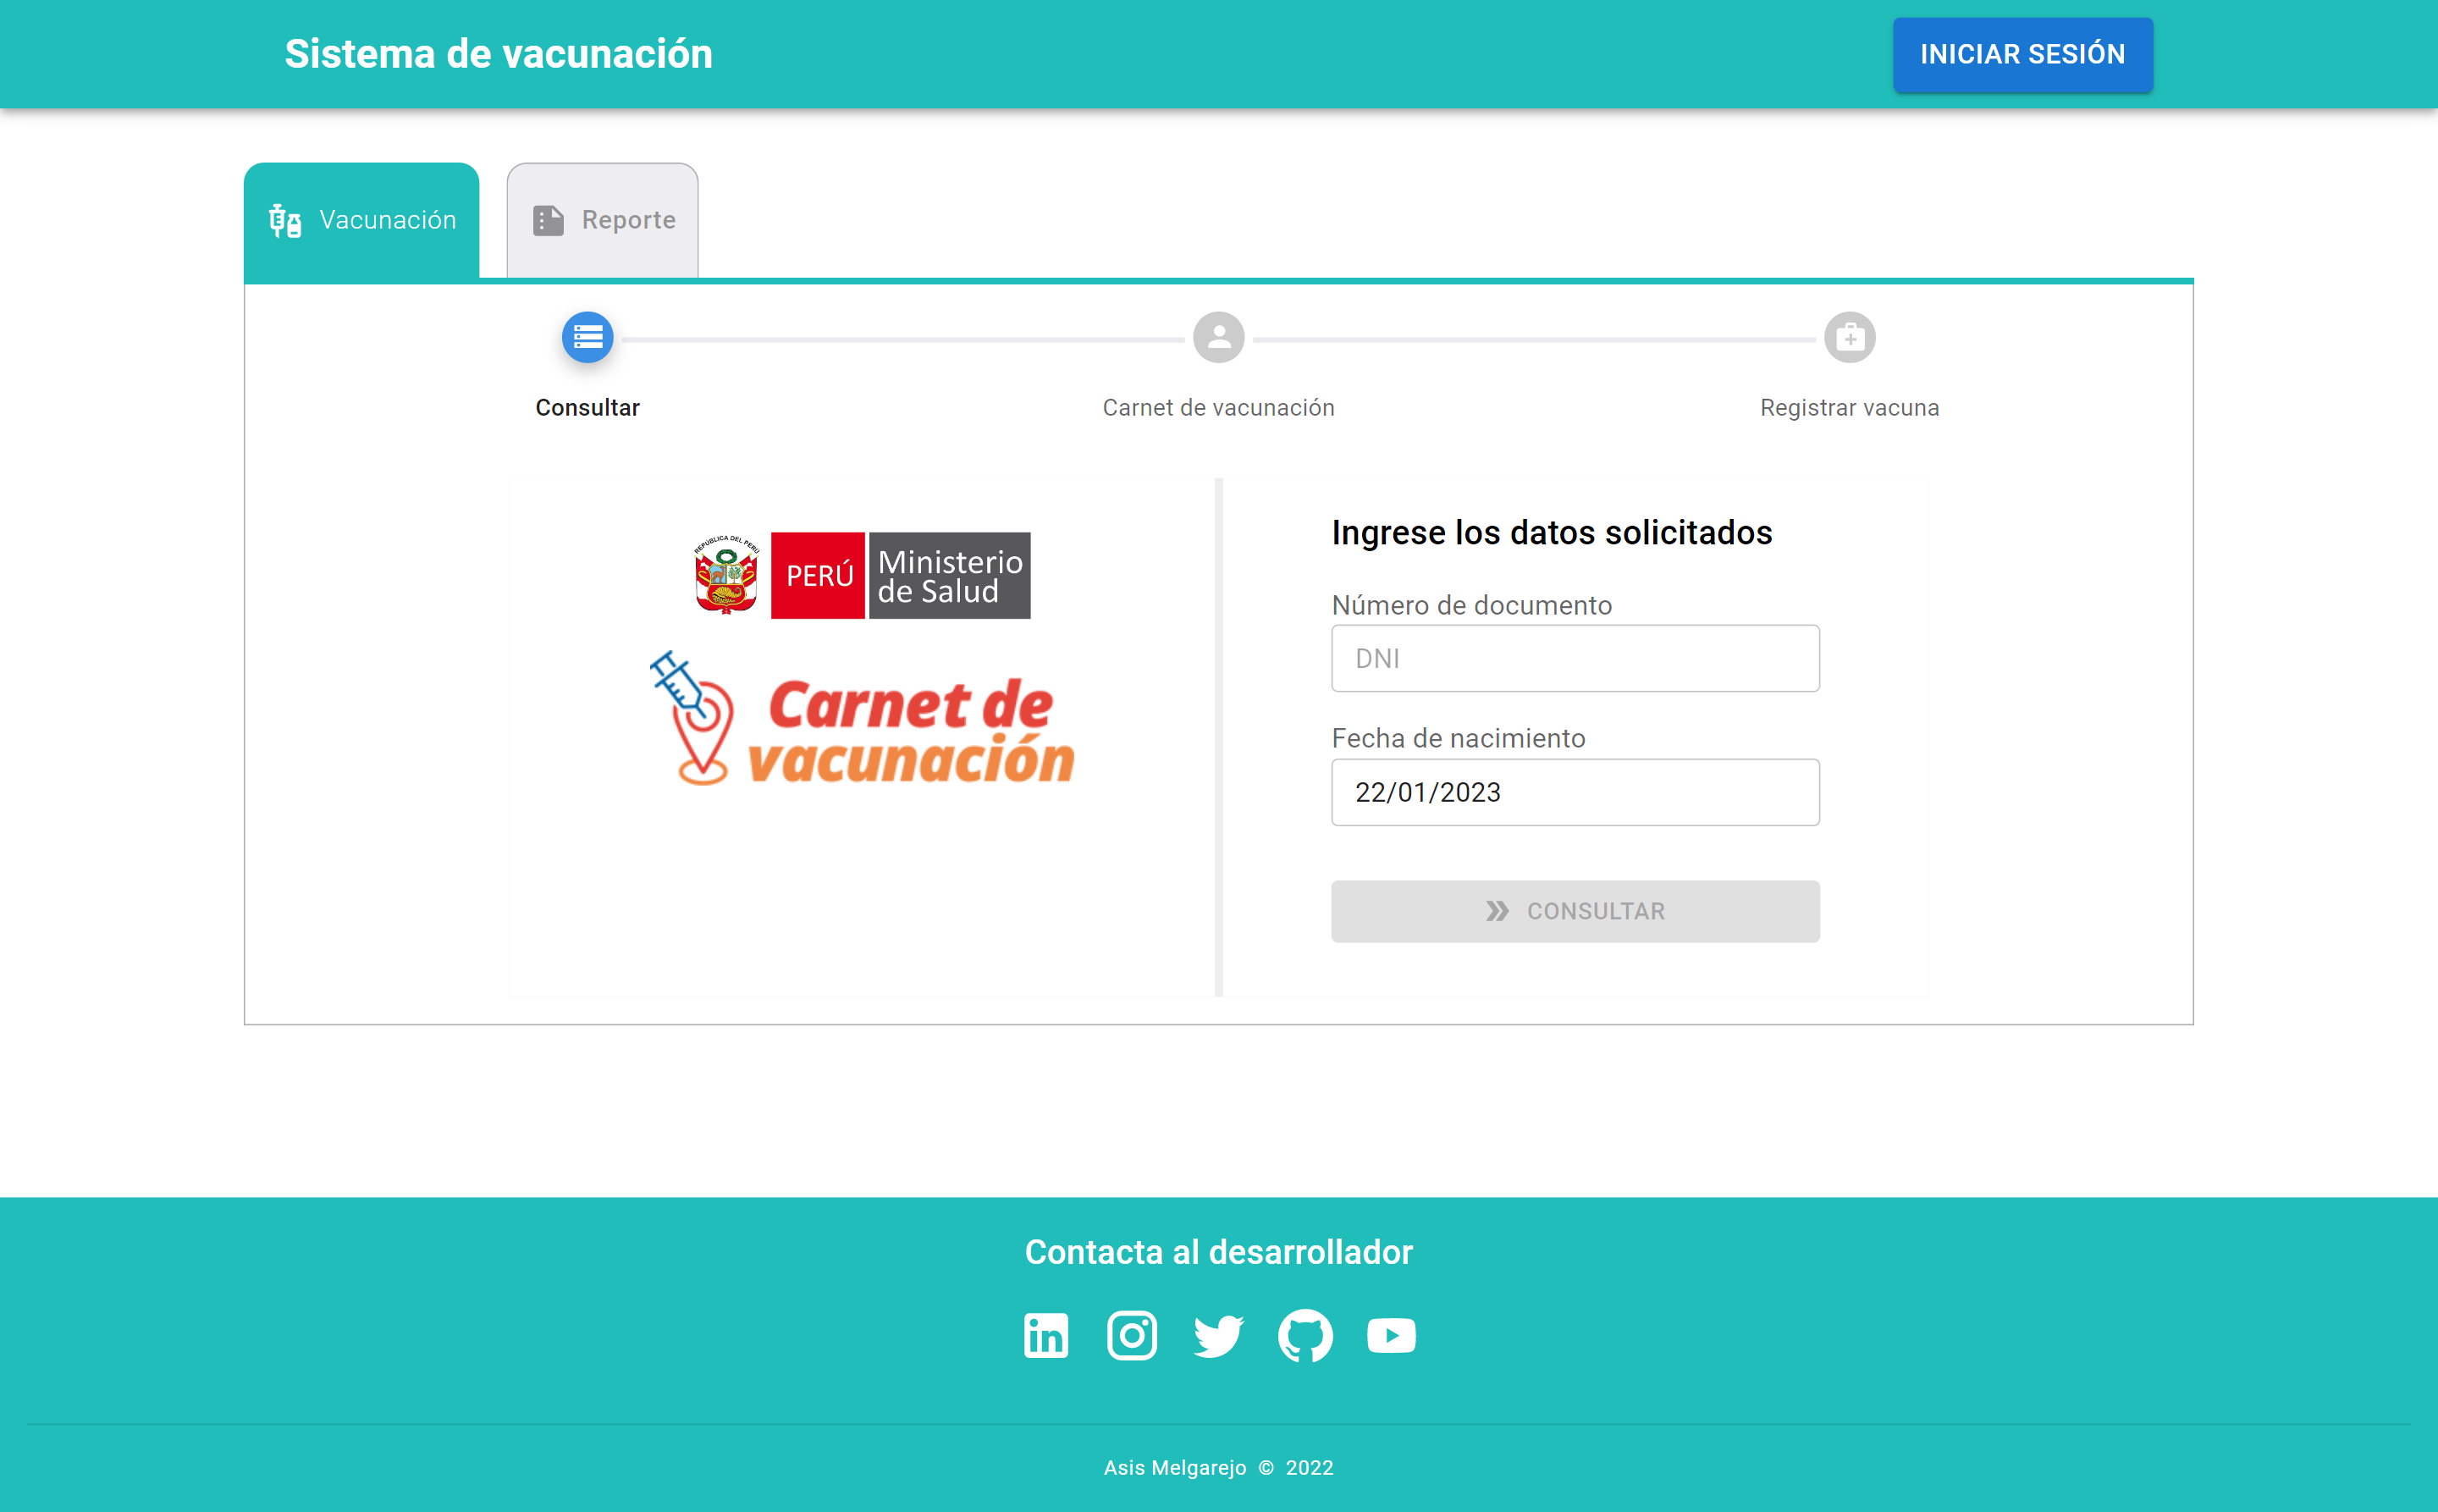 Sistema de vacunación
INICIAR SESIÓN
Vacunación
Reporte
Consultar
Carnet de vacunación
Registrar vacuna
REPÚBLICA DEL PERÚ
PERÚ
Ministerio
de Salud
Carnet de
vacunación
Ingrese los datos solicitados
Número de documento
DNI
Fecha de nacimiento
22/01/2023
CONSULTAR
Contacta al desarrollador
in
Asis Melgarejo © 2022